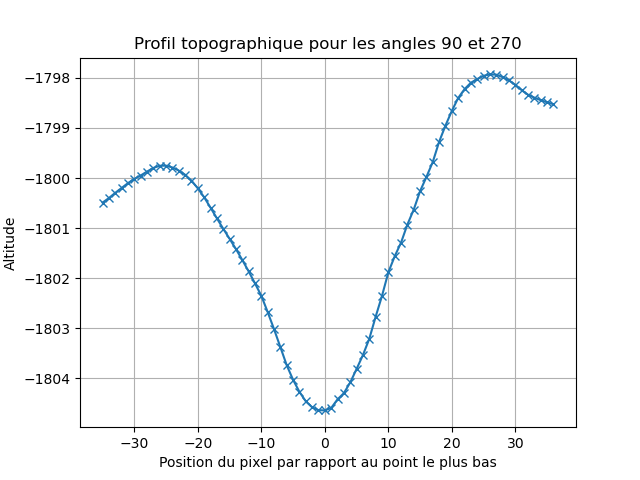 Profil topographique pour les angles 90 et 270
−1798
−1799
−1800
−1801
−1802
−1803
−1804
Altitude
−30 −20 −10 0 10 20 30
Position du pixel par rapport au point le plus bas